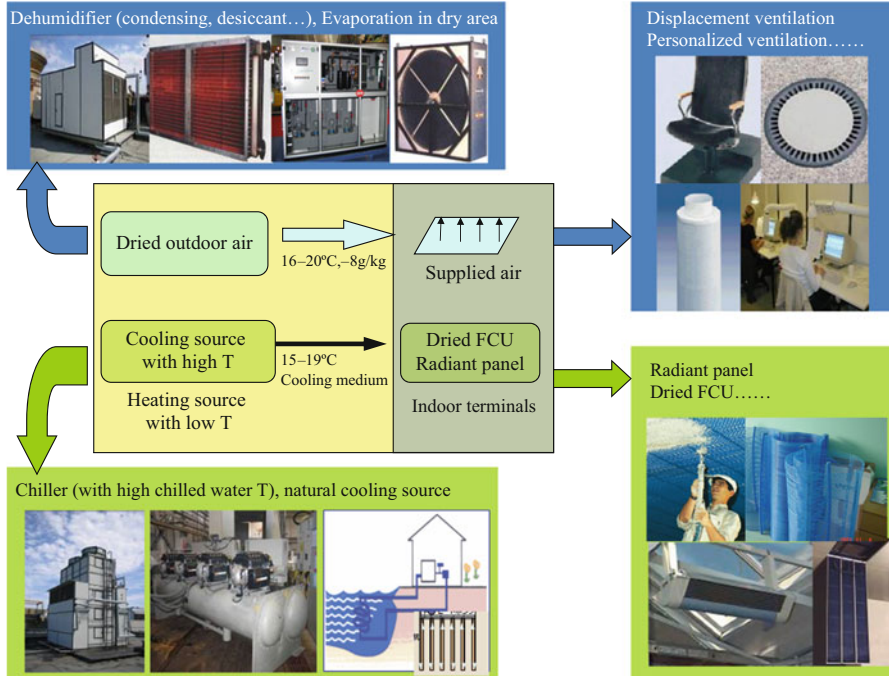 Dehumidifier (condensing, desiccant…), Evaporation in dry area
Displacement ventilation
Personalized ventilation……
Dried outdoor air
16–20ºC,–8g/kg
Supplied air
Cooling source
with high T
15–19ºC
Cooling medium
Dried FCU
Radiant panel
Heating source
with low T
Indoor terminals
Radiant panel
Dried FCU……
Chiller (with high chilled water T), natural cooling source